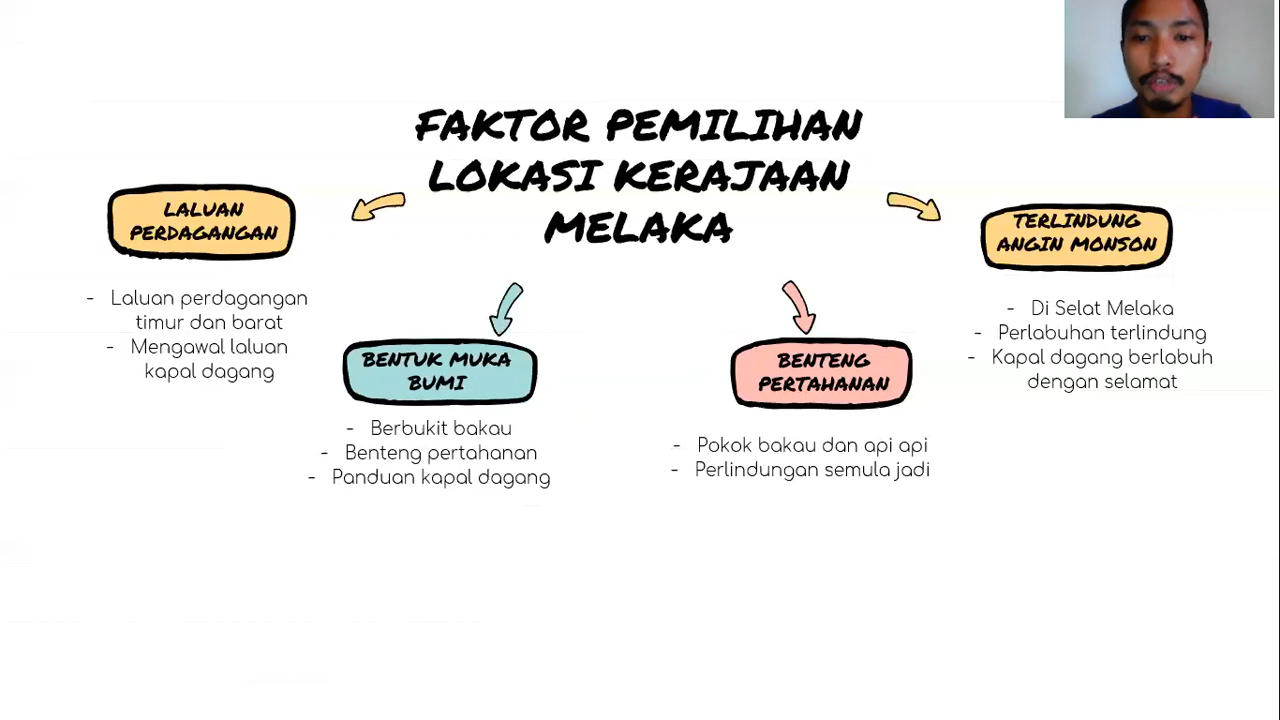 FAKTOR PEMILIHAN
LOKASI KERAJAAN
MELAKA
LALUAN
PERDAGANGAN
- Laluan perdagangan
timur dan barat
- Mengawal laluan
kapal dagang
BENTUK MUKA
BUMI
- Berbukit bakau
- Benteng pertahanan
- Panduan kapal dagang
BENTENG
PERTAHANAN
- Pokok bakau dan api api
- Perlindungan semula jadi
TERLINDUNG
ANGIN MONSON
- Di Selat Melaka
- Perlabuhan terlindung
- Kapal dagang berlabuh
dengan selamat